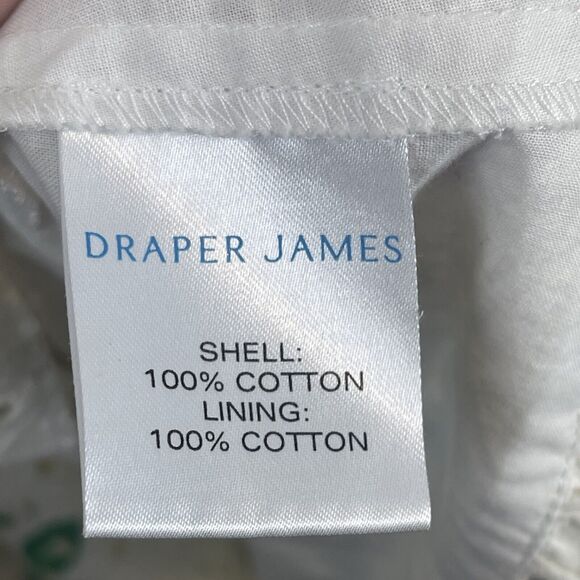 DRAPER JAMES
SHELL:
100% COTTON
LINING:
100% COTTON